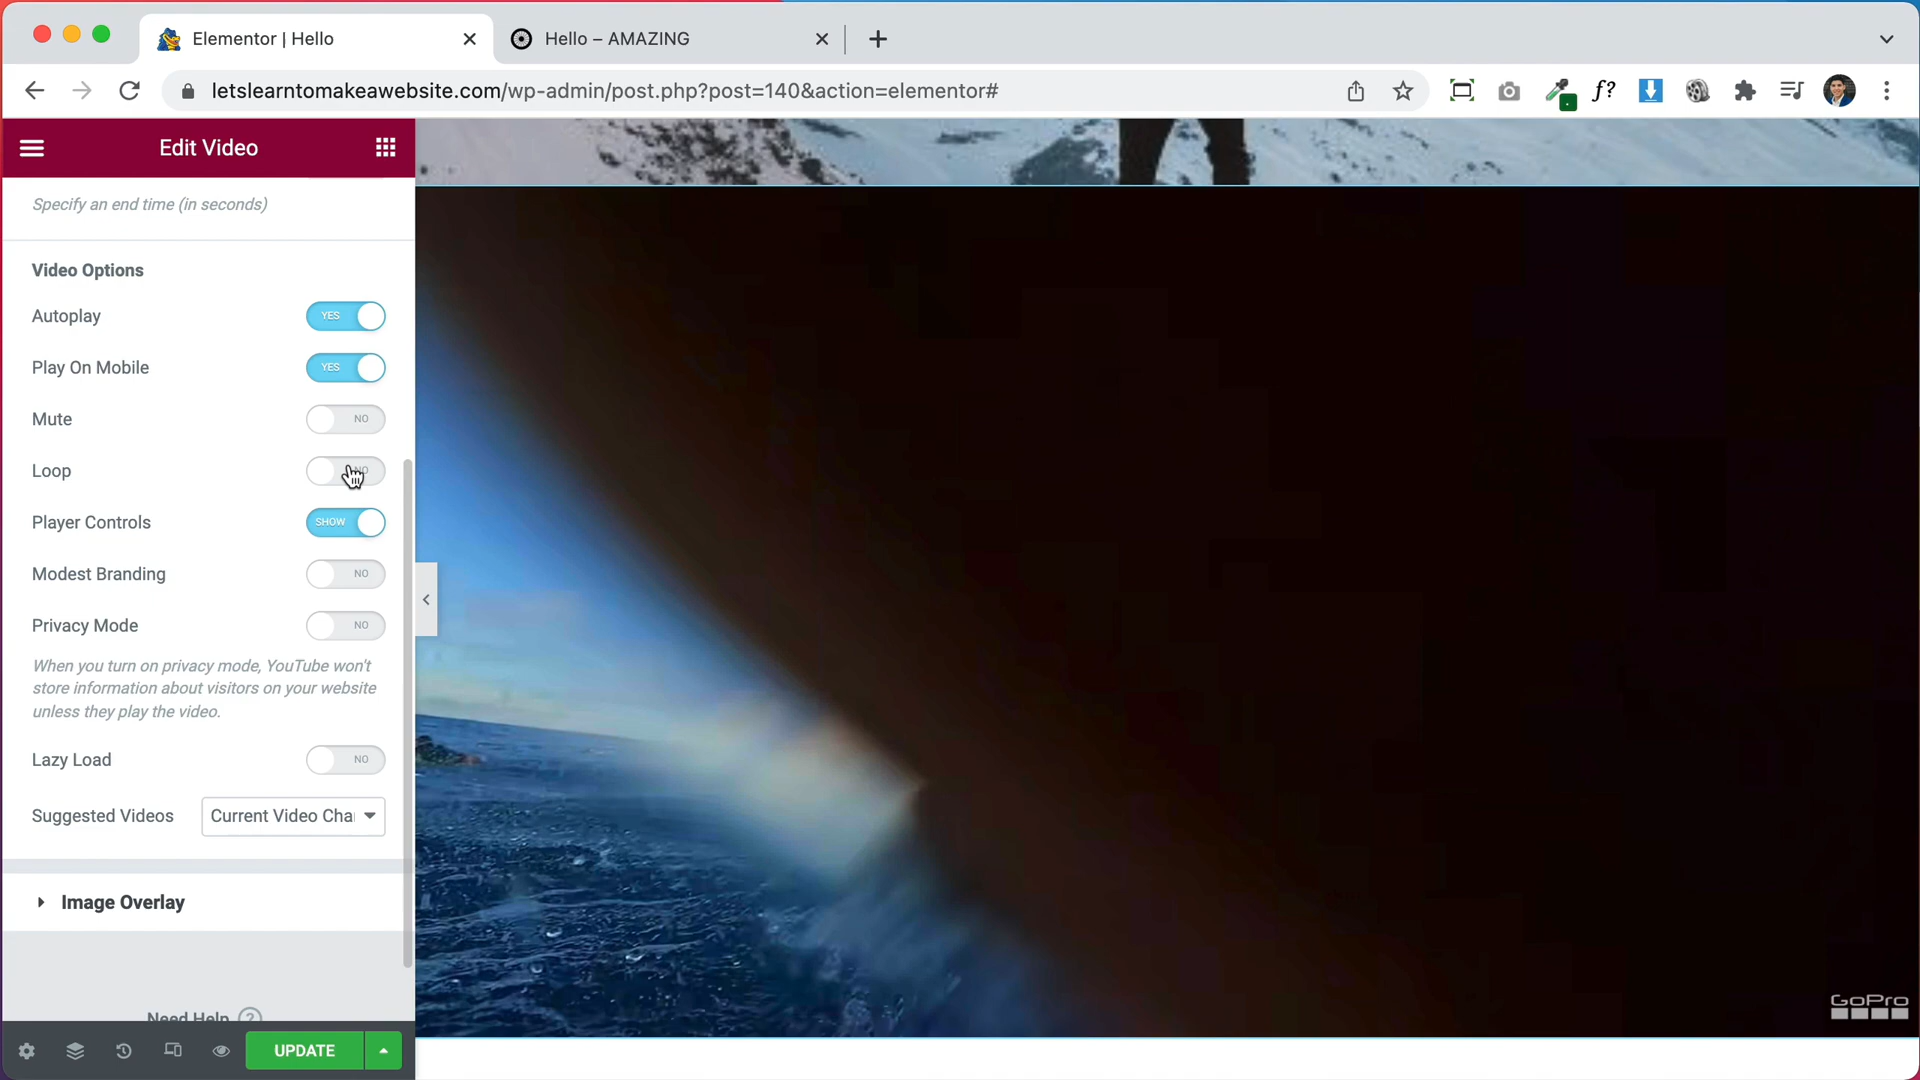 Elementor | Hello
Hello – AMAZING
letslearntomakeawebsite.com/wp-admin/post.php?post=140&action=elementor#
f?
Edit Video
Specify an end time (in seconds)
Video Options
Autoplay YES
Play On Mobile YES
Mute NO
Loop NO
Player Controls SHOW
Modest Branding NO
Privacy Mode NO
When you turn on privacy mode, YouTube won't
store information about visitors on your website
unless they play the video.
Lazy Load NO
Suggested Videos Current Video Cha
Image Overlay
Need Help ?
UPDATE
GoPro